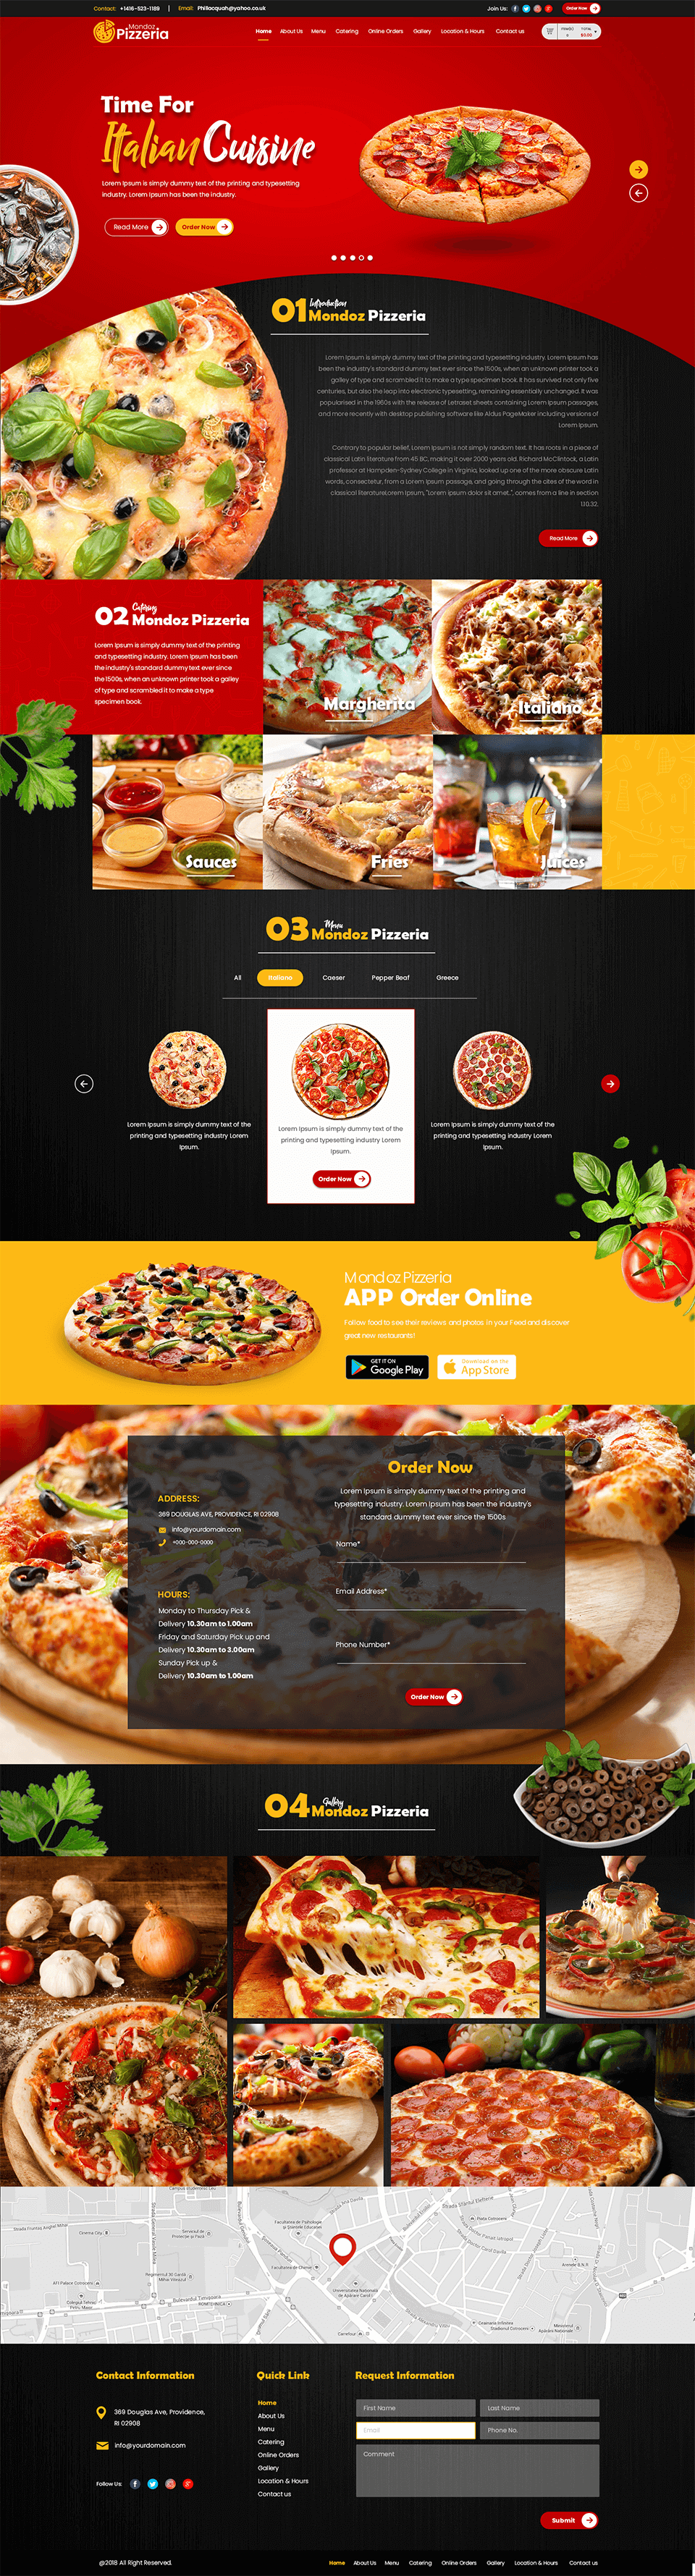 Contact: +1416-523-1189 | Email: Phillacquah@yahoo.co.uk
Join Us:
Order Now
Mondoz
Pizzeria
Home About Us Menu Catering Online Orders Gallery Location & Hours Contact us
Time For
Italian Cuisine
Lorem Ipsum is simply dummy text of the printing and typesetting
industry. Lorem Ipsum has been the industry.
Read More
Order Now
01 Introduction
Mondoz Pizzeria
Lorem Ipsum is simply dummy text of the printing and typesetting industry. Lorem Ipsum has
been the industry's standard dummy text ever since the 1500s, when an unknown printer took a
galley of type and scrambled it to make a type specimen book. It has survived not only five
centuries, but also the leap into electronic typesetting, remaining essentially unchanged. It was
popularised in the 1960s with the release of Letraset sheets containing Lorem Ipsum passages,
and more recently with desktop publishing software like Aldus PageMaker including versions of
Lorem Ipsum.
Contrary to popular belief, Lorem Ipsum is not simply random text. It has roots in a piece of
classical Latin literature from 45 BC, making it over 2000 years old. Richard McClintock, a Latin
professor at Hampden-Sydney College in Virginia, looked up one of the more obscure Latin
words, consectetur, from a Lorem Ipsum passage, and going through the cites of the word in
classical literatureLorem Ipsum, "Lorem ipsum dolor sit amet..", comes from a line in section
1.10.32.
Read More
02 Catering
Mondoz Pizzeria
Lorem Ipsum is simply dummy text of the printing
and typesetting industry. Lorem Ipsum has been
the industry's standard dummy text ever since
the 1500s, when an unknown printer took a galley
of type and scrambled it to make a type
specimen book.
Margherita
Italiano
Sauces
Fries
Juices
03 Menu
Mondoz Pizzeria
All Italiano Caeser Pepper Beaf Greece
Lorem Ipsum is simply dummy text of the
printing and typesetting industry Lorem
Ipsum.
Lorem Ipsum is simply dummy text of the
printing and typesetting industry Lorem
Ipsum.
Order Now
Lorem Ipsum is simply dummy text of the
printing and typesetting industry Lorem
Ipsum.
Mondoz Pizzeria
APP Order Online
Follow food to see their reviews and photos in your Feed and discover
great new restaurants!
GET IT ON
Google Play
Download on the
App Store
ADDRESS:
369 DOUGLAS AVE, PROVIDENCE, RI 02908
info@yourdomain.com
+000-000-0000
HOURS:
Monday to Thursday Pick &
Delivery 10.30am to 1.00am
Friday and Saturday Pick up and
Delivery 10.30am to 3.00am
Sunday Pick up &
Delivery 10.30am to 1.00am
Order Now
Lorem Ipsum is simply dummy text of the printing and
typesetting industry. Lorem Ipsum has been the industry's
standard dummy text ever since the 1500s
Name*
Email Address*
Phone Number*
Order Now
04 Gallery
Mondoz Pizzeria
Contact Information
369 Douglas Ave, Providence,
RI 02908
info@yourdomain.com
Follow Us:
Quick Link
Home
About Us
Menu
Catering
Online Orders
Gallery
Location & Hours
Contact us
Request Information
First Name
Last Name
Email
Phone No.
Comment
Submit
@2018 All Right Reserved.
Home About Us Menu Catering Online Orders Gallery Location & Hours Contact us